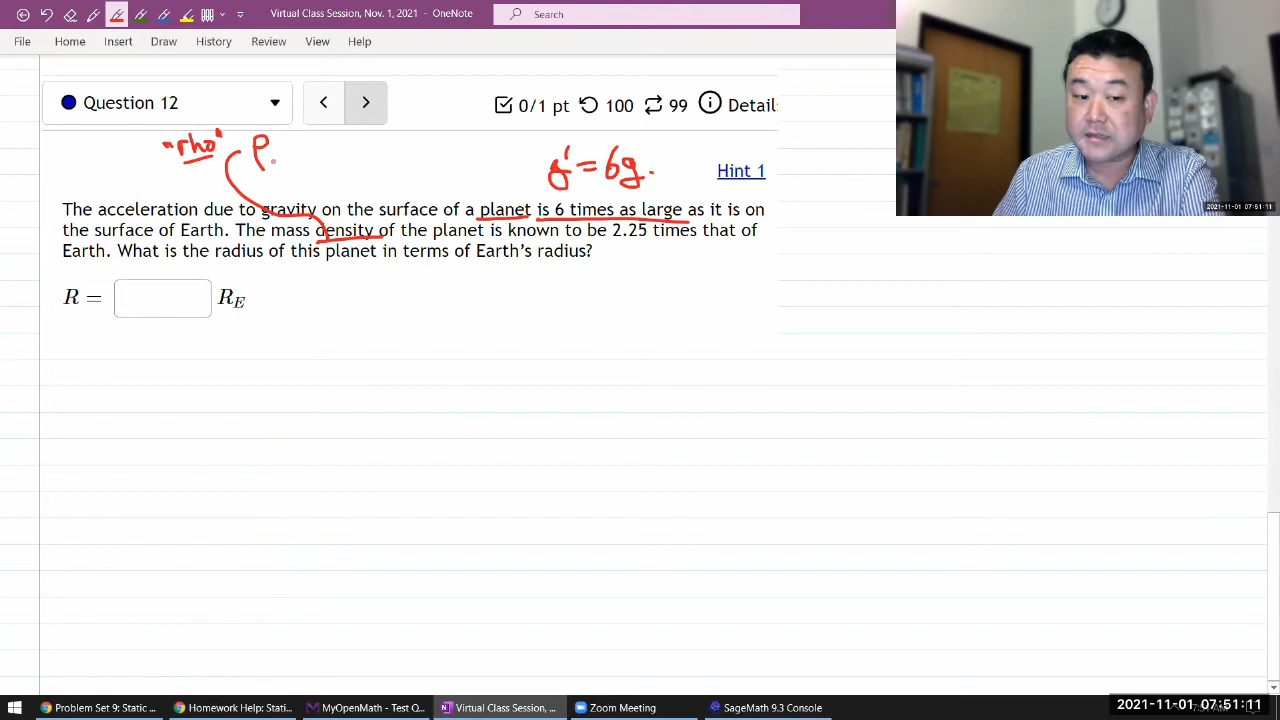 Virtual Class Session, Nov. 1, 2021 - OneNote
Search
File Home Insert Draw History Review View Help
Question 12
0/1 pt 100 99 Detail
"rho" ρ
g' = 6g.
Hint 1
The acceleration due to gravity on the surface of a planet is 6 times as large as it is on
the surface of Earth. The mass density of the planet is known to be 2.25 times that of
Earth. What is the radius of this planet in terms of Earth's radius?
R = R_E
2021-11-01 07:51:11
Problem Set 9: Static ... Homework Help: Stati... MyOpenMath - Test Q... Virtual Class Session, ... Zoom Meeting SageMath 9.3 Console
2021-11-01 07:51:11